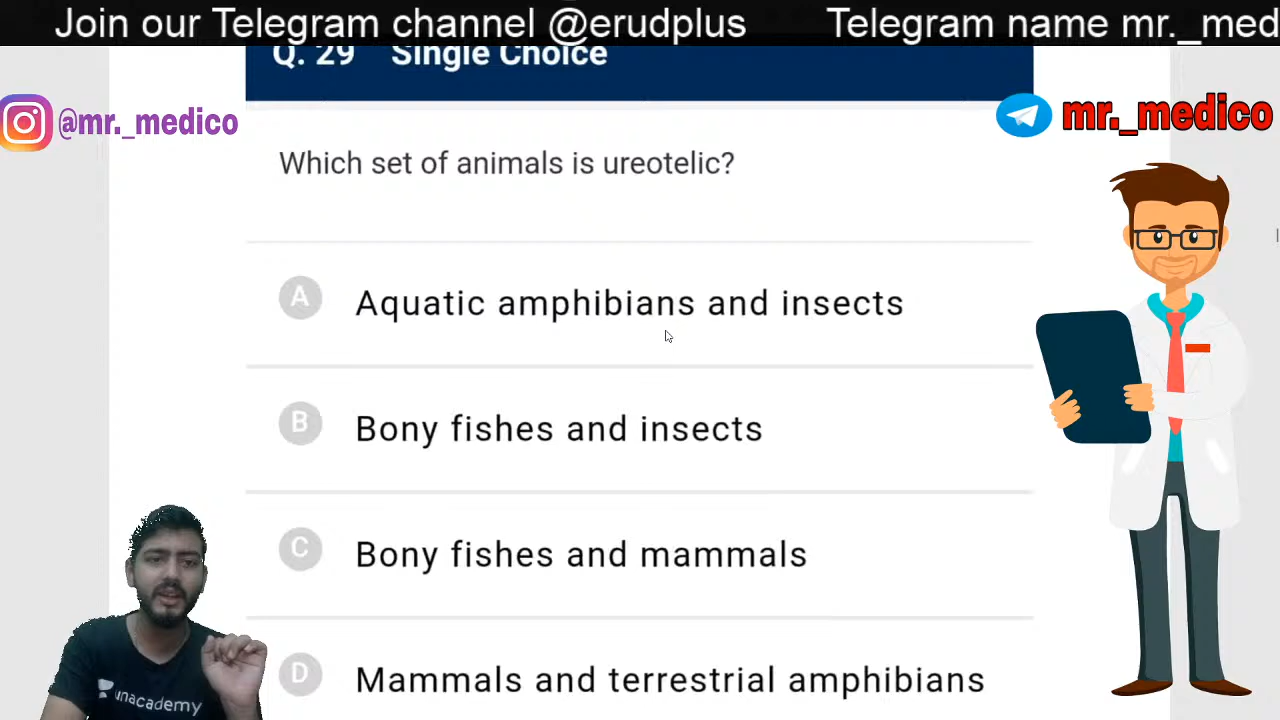 Join our Telegram channel @erudplus Telegram name mr._med
Q. 29 Single Choice
@mr._medico
mr._medico
Which set of animals is ureotelic?
A Aquatic amphibians and insects
B Bony fishes and insects
C Bony fishes and mammals
D Mammals and terrestrial amphibians
unacademy